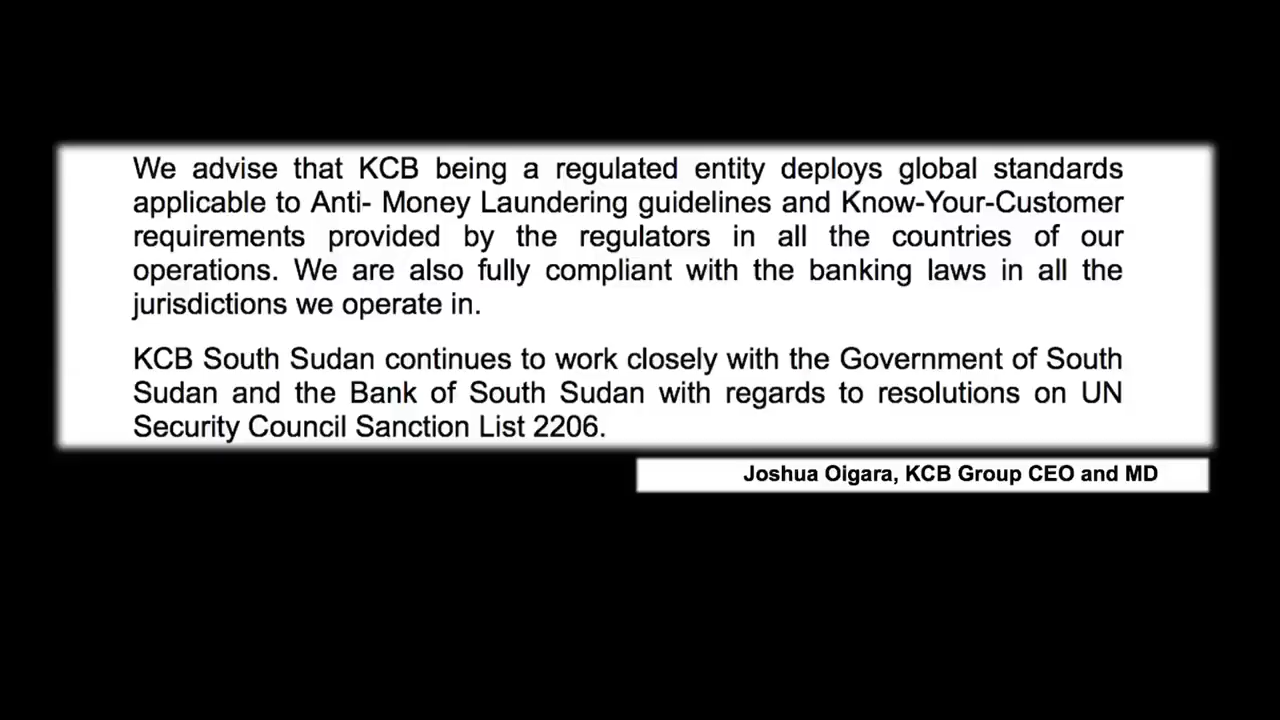 We advise that KCB being a regulated entity deploys global standards
applicable to Anti- Money Laundering guidelines and Know-Your-Customer
requirements provided by the regulators in all the countries of our
operations. We are also fully compliant with the banking laws in all the
jurisdictions we operate in.
KCB South Sudan continues to work closely with the Government of South
Sudan and the Bank of South Sudan with regards to resolutions on UN
Security Council Sanction List 2206.
Joshua Oigara, KCB Group CEO and MD